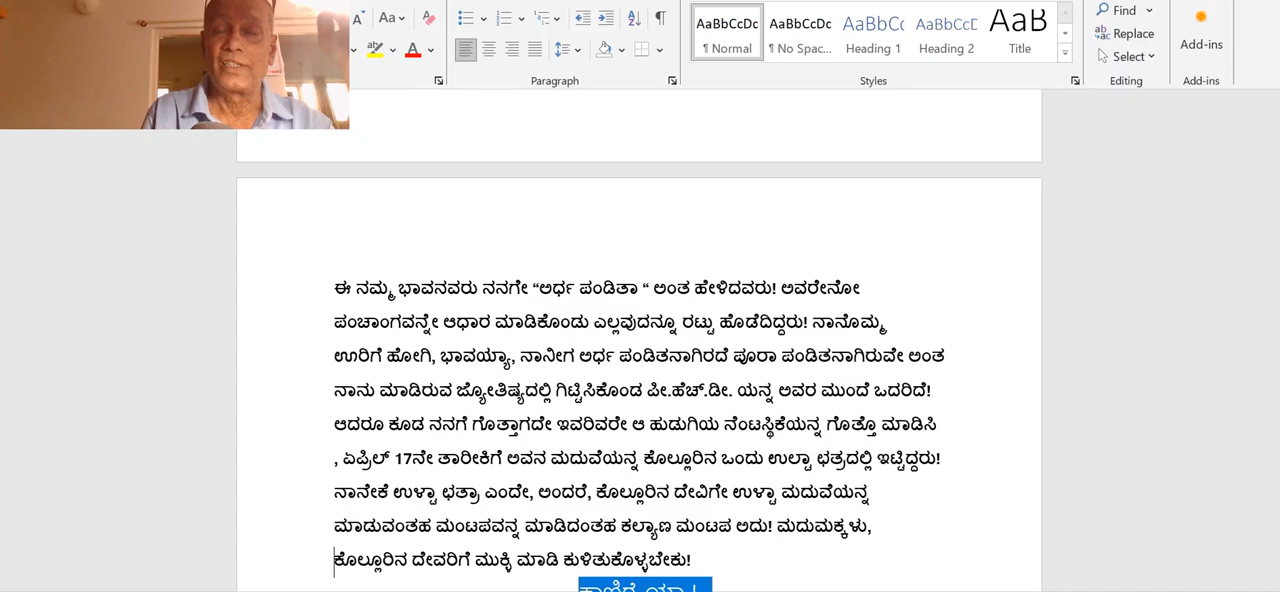 Aa
Find
Replace
Select
AaBbCcDc
AaBbCcDc
AaBbCc
AaBbCcD
AaB
¶ Normal
¶ No Spac...
Heading 1
Heading 2
Title
Add-ins
Paragraph
Styles
Editing
Add-ins
ಈ ನಮ್ಮ ಭಾವನವರು ನನಗೇ “ಅರ್ಧ ಪಂಡಿತಾ “ ಅಂತ ಹೇಳಿದವರು! ಅವರೇನೋ
ಪಂಚಾಂಗವನ್ನೇ ಆಧಾರ ಮಾಡಿಕೊಂಡು ಎಲ್ಲವುದನ್ನೂ ರಟ್ಟು ಹೊಡೆದಿದ್ದರು! ನಾನೊಮ್ಮ
ಊರಿಗೆ ಹೋಗಿ, ಭಾವಯ್ಯಾ, ನಾನೀಗ ಅರ್ಧ ಪಂಡಿತನಾಗಿರದೆ ಪೂರಾ ಪಂಡಿತನಾಗಿರುವೇ ಅಂತ
ನಾನು ಮಾಡಿರುವ ಜ್ಯೋತಿಷ್ಯದಲ್ಲಿ ಗಿಟ್ಟಿಸಿಕೊಂಡ ಪೀ.ಹೆಚ್.ಡೀ. ಯನ್ನ ಅವರ ಮುಂದೆ ಒದರಿದೆ!
ಆದರೂ ಕೂಡ ನನಗೆ ಗೊತ್ತಾಗದೇ ಇವರಿವರೇ ಆ ಹುಡುಗಿಯ ನೆಂಟಸ್ಥಿಕೆಯನ್ನ ಗೊತ್ತೊ ಮಾಡಿಸಿ
, ಏಪ್ರಿಲ್ 17ನೇ ತಾರೀಕಿಗೆ ಅವನ ಮದುವೆಯನ್ನ ಕೊಲ್ಲೂರಿನ ಒಂದು ಉಲ್ಟಾ ಛತ್ರದಲ್ಲಿ ಇಟ್ಟಿದ್ದರು!
ನಾನೇಕೆ ಉಳ್ಟಾ ಛತ್ರಾ ಎಂದೇ, ಅಂದರೆ, ಕೊಲ್ಲೂರಿನ ದೇವಿಗೇ ಉಳ್ಟಾ ಮದುವೆಯನ್ನ
ಮಾಡುವಂತಹ ಮಂಟಪವನ್ನ ಮಾಡಿದಂತಹ ಕಲ್ಯಾಣ ಮಂಟಪ ಅದು! ಮದುಮಕ್ಕಳು,
ಕೊಲ್ಲೂರಿನ ದೇವರಿಗೆ ಮುಕ್ಳಿ ಮಾಡಿ ಕುಳಿತುಕೊಳ್ಳಬೇಕು!